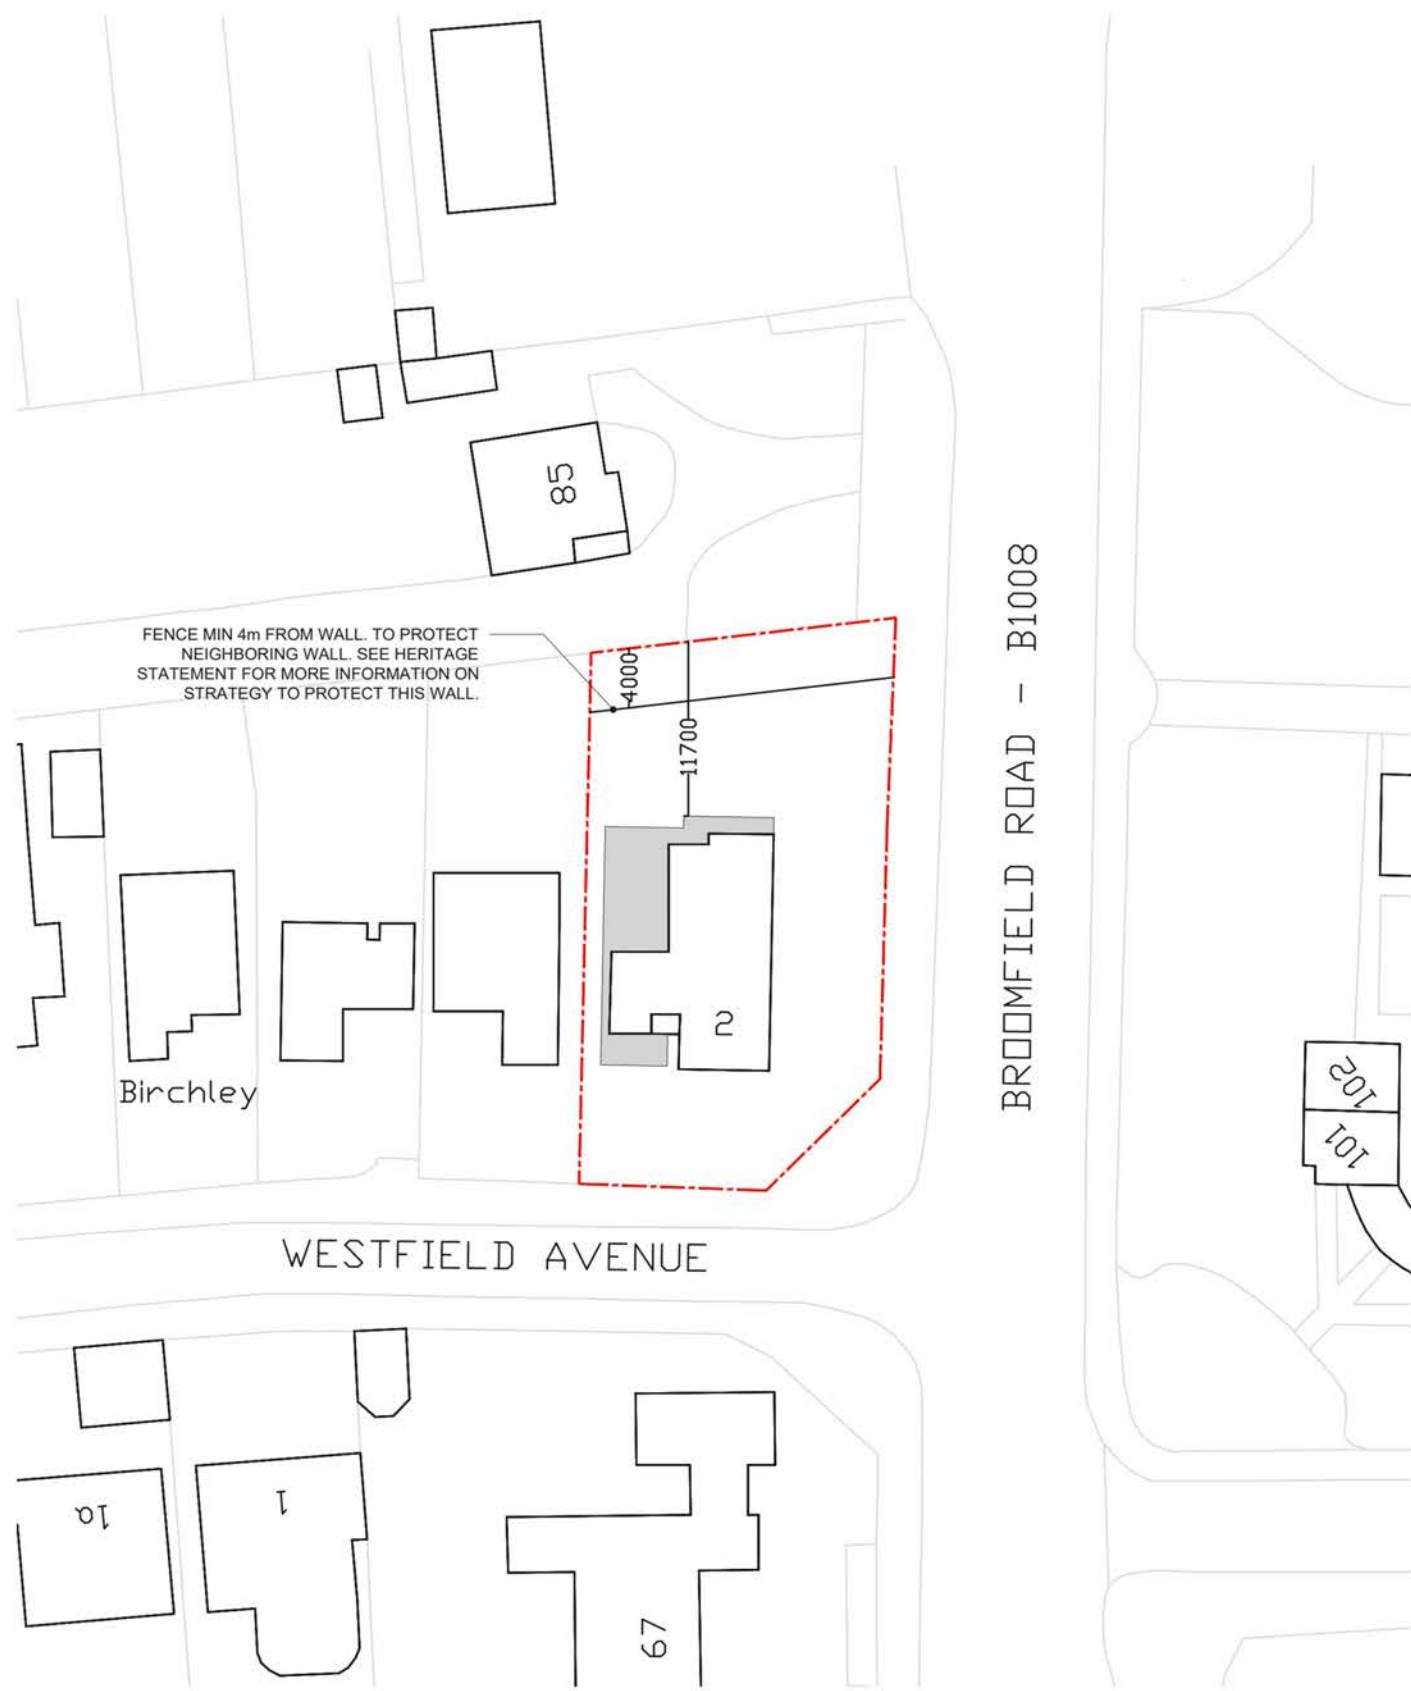 85
FENCE MIN 4m FROM WALL. TO PROTECT
NEIGHBORING WALL. SEE HERITAGE
STATEMENT FOR MORE INFORMATION ON
STRATEGY TO PROTECT THIS WALL.
4000
11700
BROOMFIELD ROAD - B1008
2
Birchley
102
101
WESTFIELD AVENUE
1a
1
67